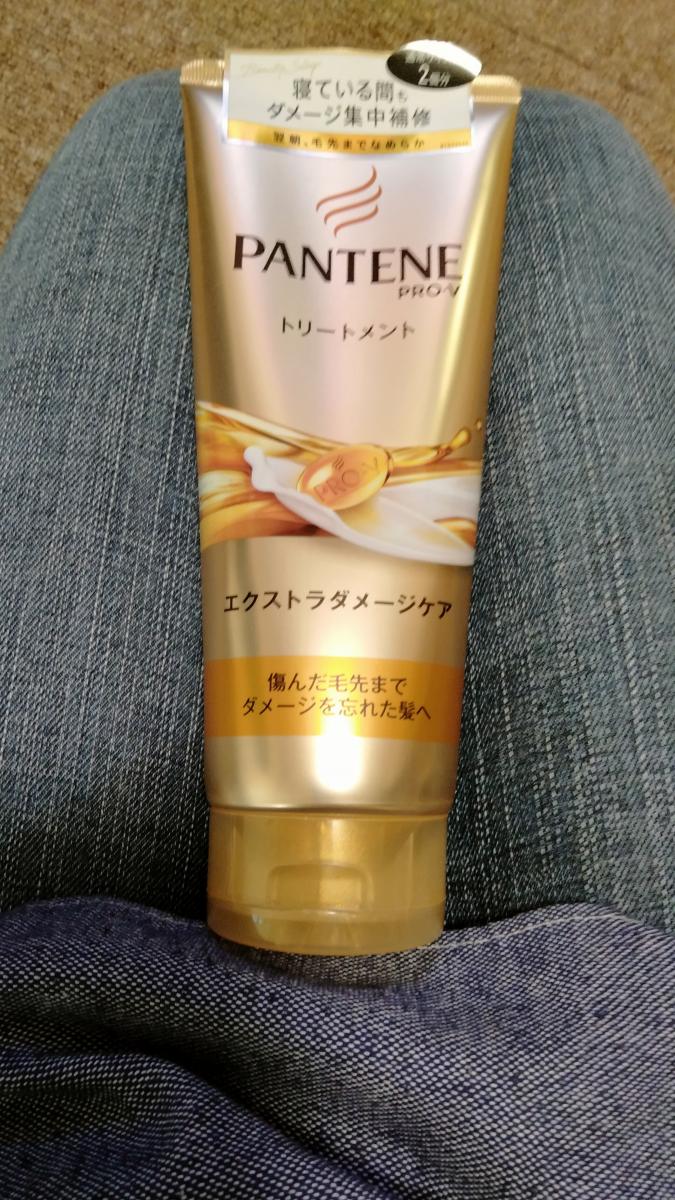 Beauty Sleep
2個分
寝ている間も
ダメージ集中補修
翌朝、毛先までなめらか
PANTENE
PRO-V
トリートメント
PRO-V
エクストラダメージケア
傷んだ毛先まで
ダメージを忘れた髪へ